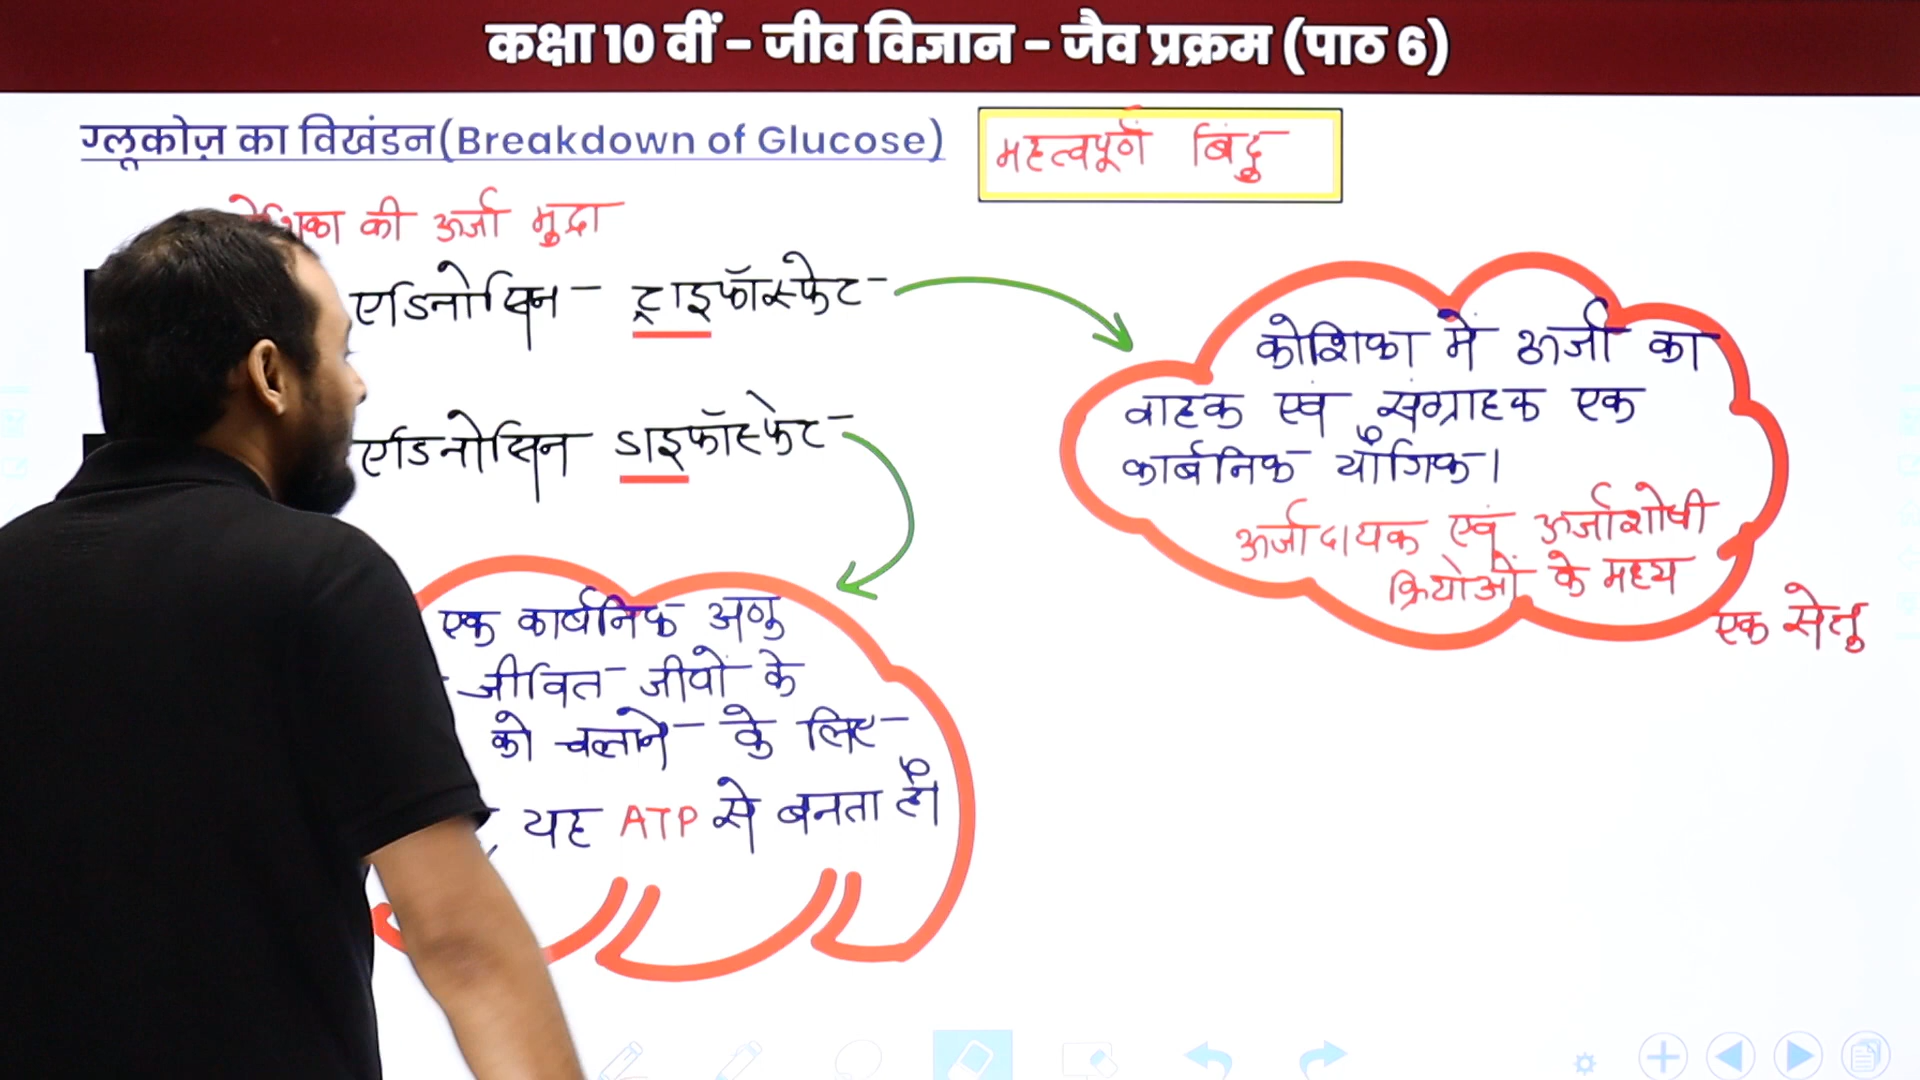 कक्षा 10 वीं - जीव विज्ञान - जैव प्रक्रम (पाठ 6)
ग्लूकोज़ का विखंडन(Breakdown of Glucose)
महत्वपूर्ण बिंदु
की ऊर्जा मुद्रा
एडिनोसिन - ट्राइफॉस्फेट
एडिनोसिन डाइफॉस्फेट
कोशिका में ऊर्जा का
वाहक एवं संग्राहक एक
कार्बनिक यौगिक।
ऊर्जादायक एवं ऊर्जाशोषी
क्रियाओं के मध्य
एक सेतु
एक कार्बनिक अणु
जीवित जीवों के
को चलाने के लिए
यह ATP से बनता है।